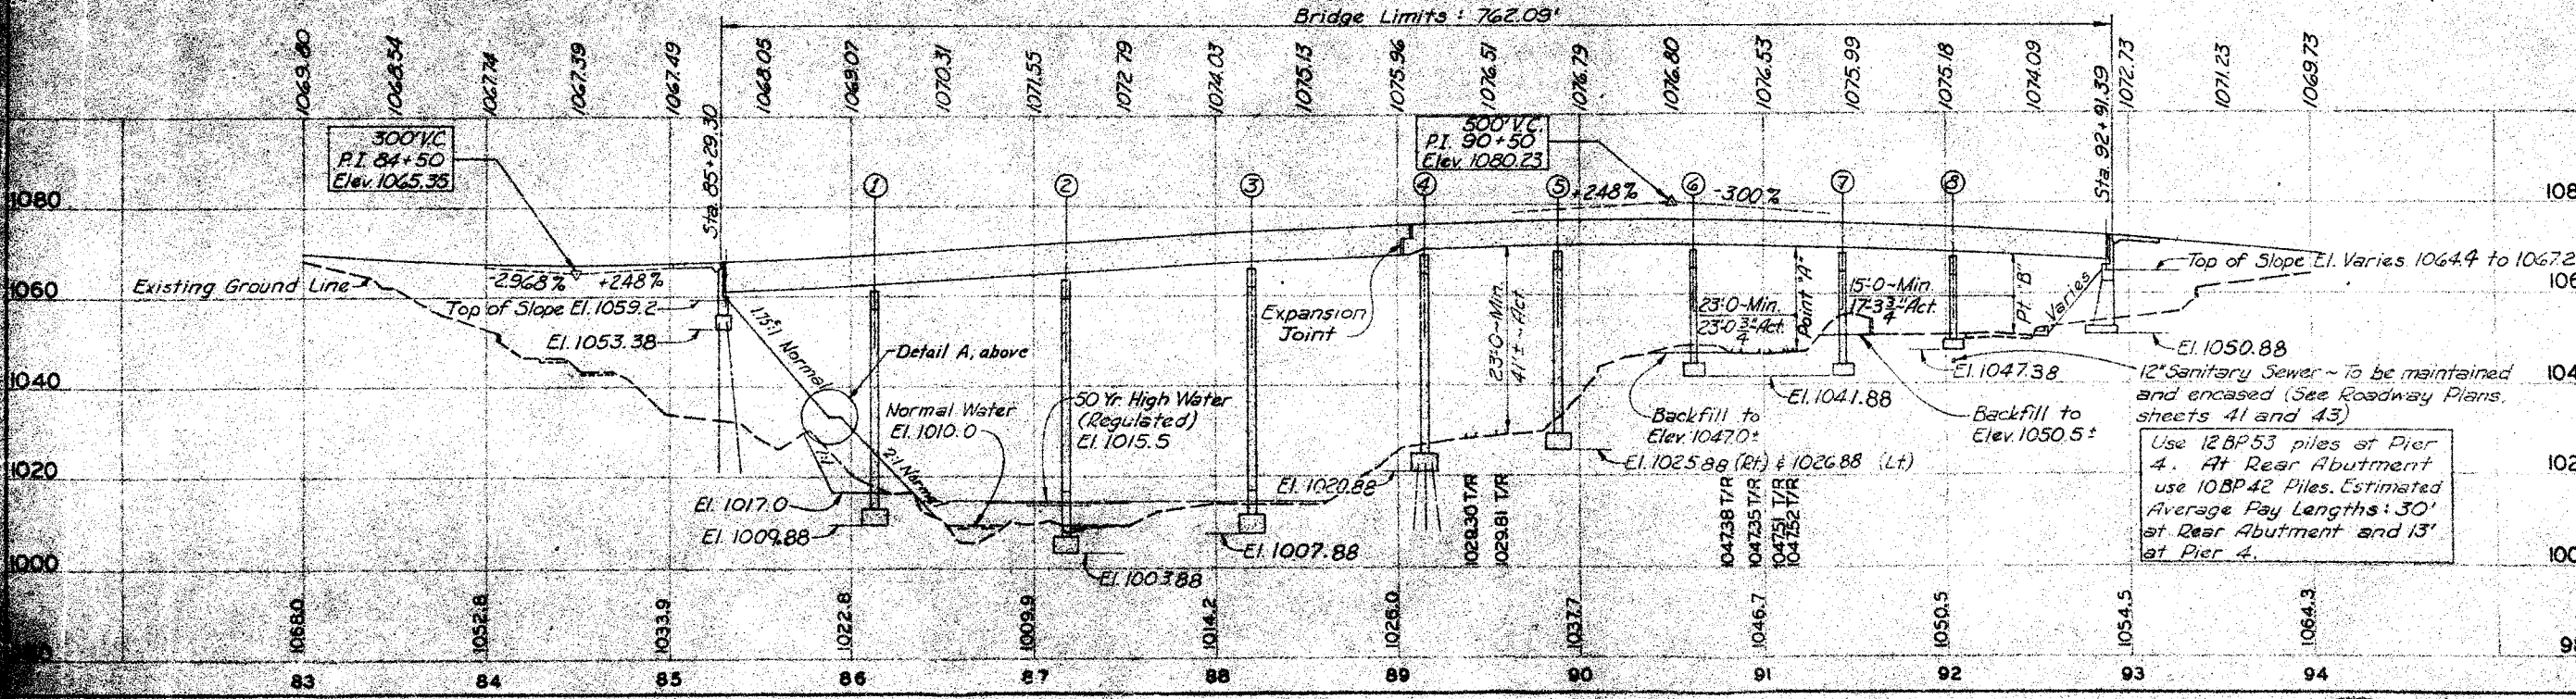 Bridge Limits : 762.09'
1069.80
1068.54
1067.74
1067.39
1067.49
1068.05
1069.07
1070.31
1071.55
1072.79
1074.03
1075.13
1075.96
1076.51
1076.79
1076.80
1076.53
1075.99
1075.18
1074.09
1072.73
1071.23
1069.73
Sta. 85+29.30
Sta. 92+91.39
300' V.C.
P.I. 84+50
Elev. 1065.35
500' V.C.
P.I. 90+50
Elev. 1080.23
1 2 3 4 5 6 7 8
+2.48% -3.00%
1080
1060
1040
1020
1000
Existing Ground Line
-2.968% +2.48%
Top of Slope El. 1059.2
El. 1053.38
1.75:1 Normal
Detail A, above
Normal Water
El. 1010.0
50 Yr. High Water
(Regulated)
El. 1015.5
2:1 Normal
El. 1017.0
El. 1009.88
El. 1003.88
El. 1007.88
El. 1020.88
Expansion
Joint
23'-0~Min.
41'±~Act.
El. 1025.88 (Rt) & 1026.88 (Lt)
23'-0~Min.
23'-0 3/4"~Act.
Point "A"
15'-0~Min.
17'-3 3/4"~Act.
Pt. "B"
Varies
Top of Slope El. Varies 1064.4 to 1067.2
El. 1050.88
El. 1047.38
El. 1041.88
Backfill to
Elev. 1047.0±
Backfill to
Elev. 1050.5±
12" Sanitary Sewer ~ To be maintained
and encased (See Roadway Plans,
sheets 41 and 43)
Use 12 BP 53 piles at Pier
4. At Rear Abutment
use 10 BP 42 Piles. Estimated
Average Pay Lengths: 30'
at Rear Abutment and 13'
at Pier 4.
1029.30 T/R
1029.81 T/R
1047.38 T/R
1047.35 T/R
1047.51 T/R
1047.52 T/R
1068.0
1052.8
1033.9
1022.8
1009.9
1014.2
1026.0
1037.7
1046.7
1050.5
1054.5
1064.3
83 84 85 86 87 88 89 90 91 92 93 94